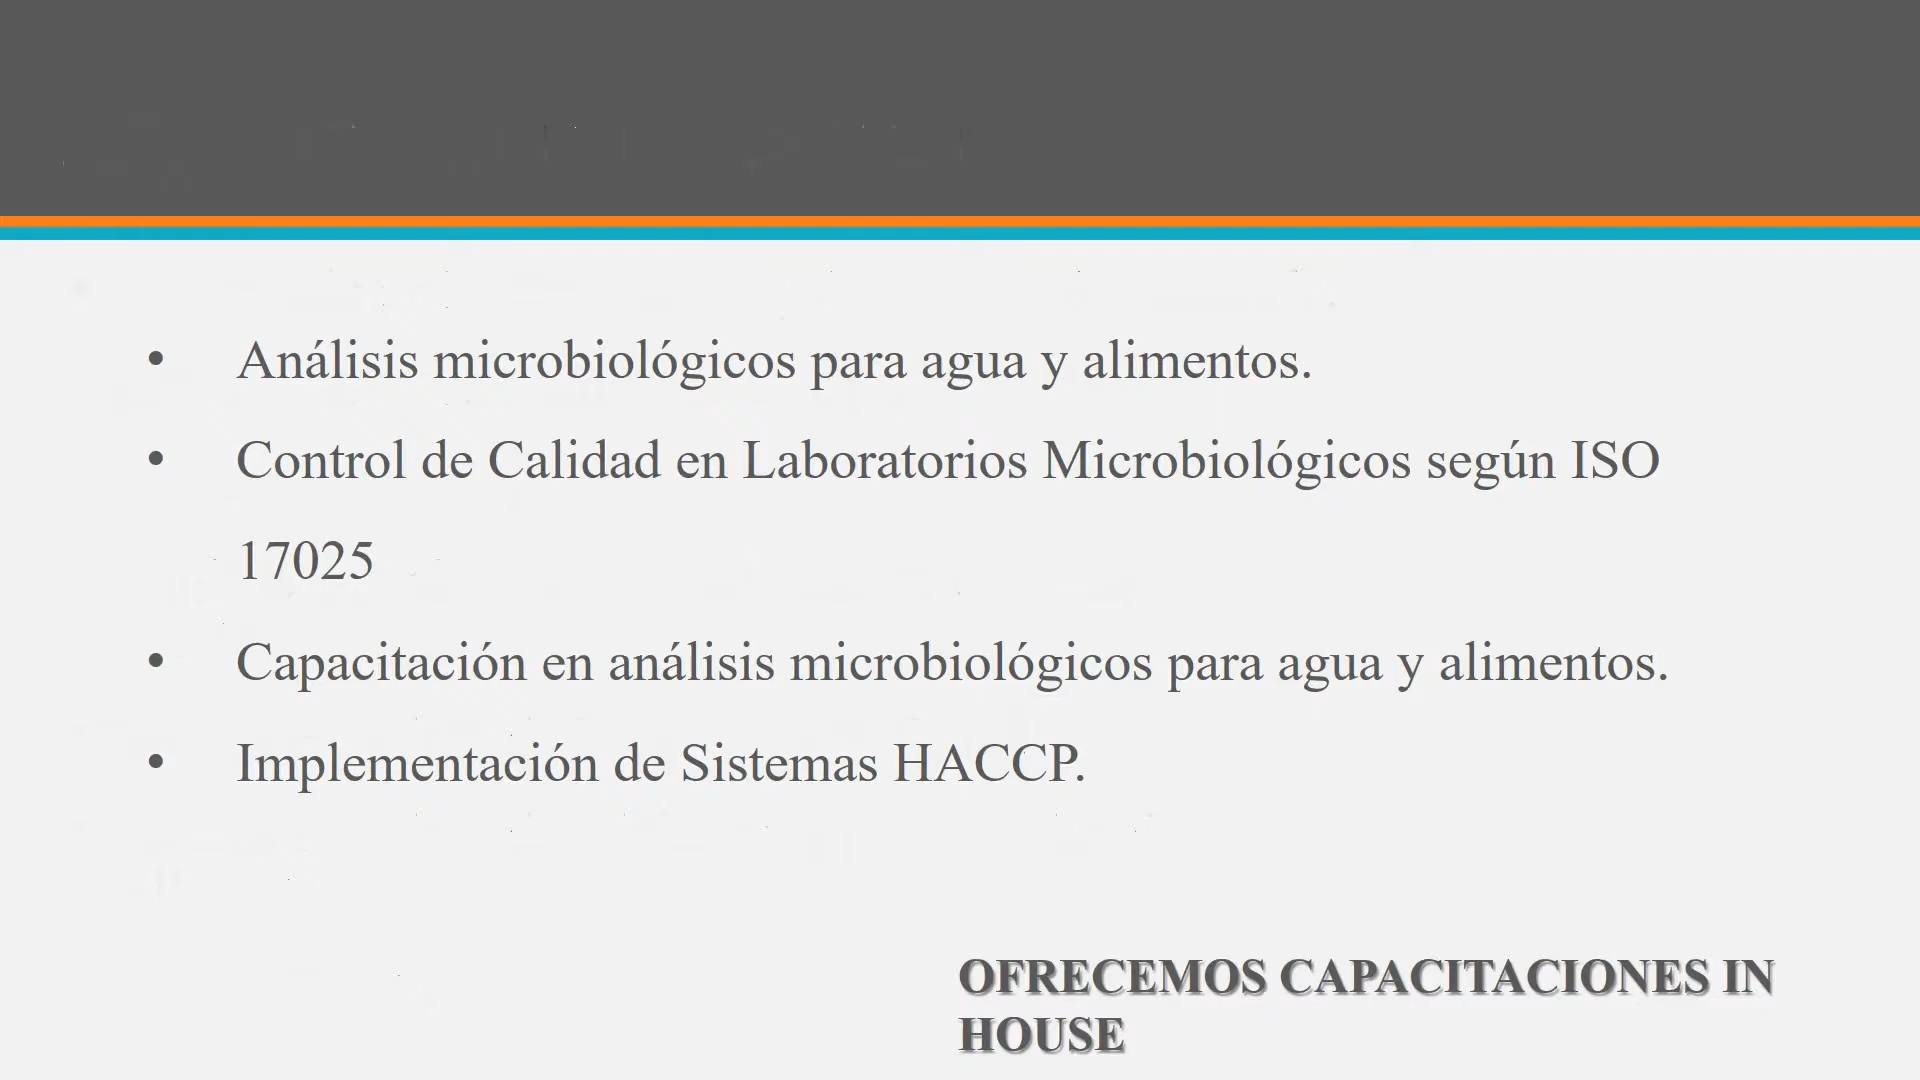 • Análisis microbiológicos para agua y alimentos.
• Control de Calidad en Laboratorios Microbiológicos según ISO
17025
• Capacitación en análisis microbiológicos para agua y alimentos.
• Implementación de Sistemas HACCP.
OFRECEMOS CAPACITACIONES IN
HOUSE